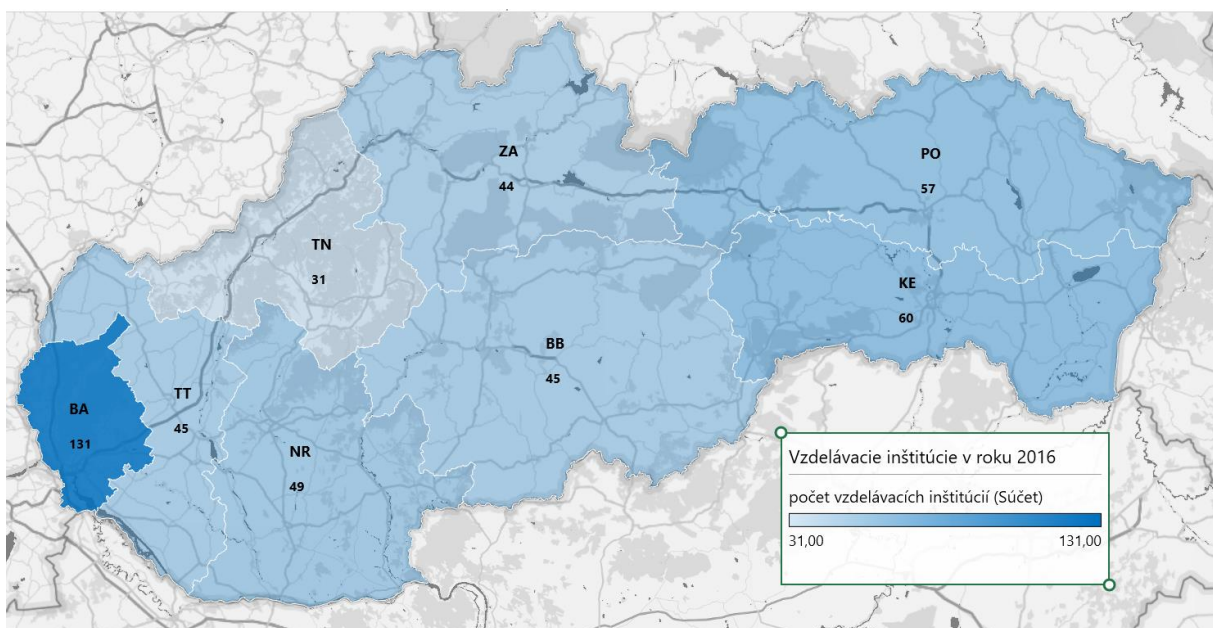 ZA
44
PO
57
TN
31
KE
60
BB
45
TT
45
BA
131
NR
49
Vzdelávacie inštitúcie v roku 2016
počet vzdelávacích inštitúcií (Súčet)
31,00 131,00